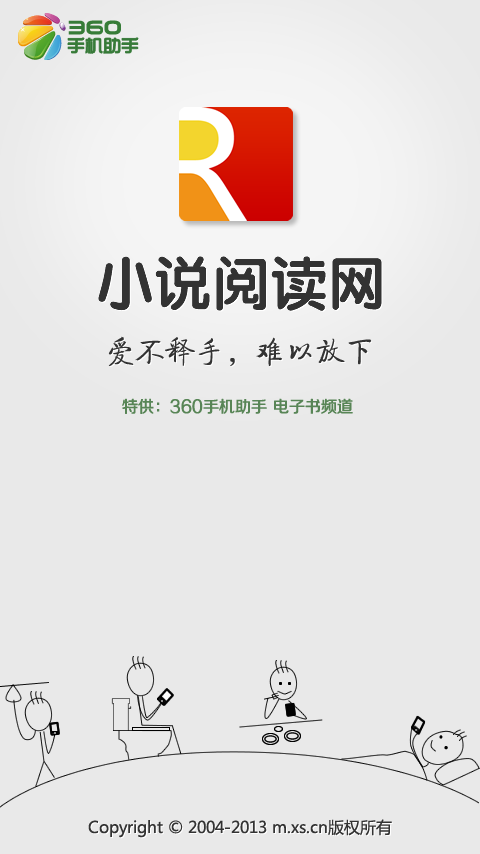 360
手机助手
小说阅读网
爱不释手，难以放下
特供：360手机助手 电子书频道
Copyright © 2004-2013 m.xs.cn版权所有